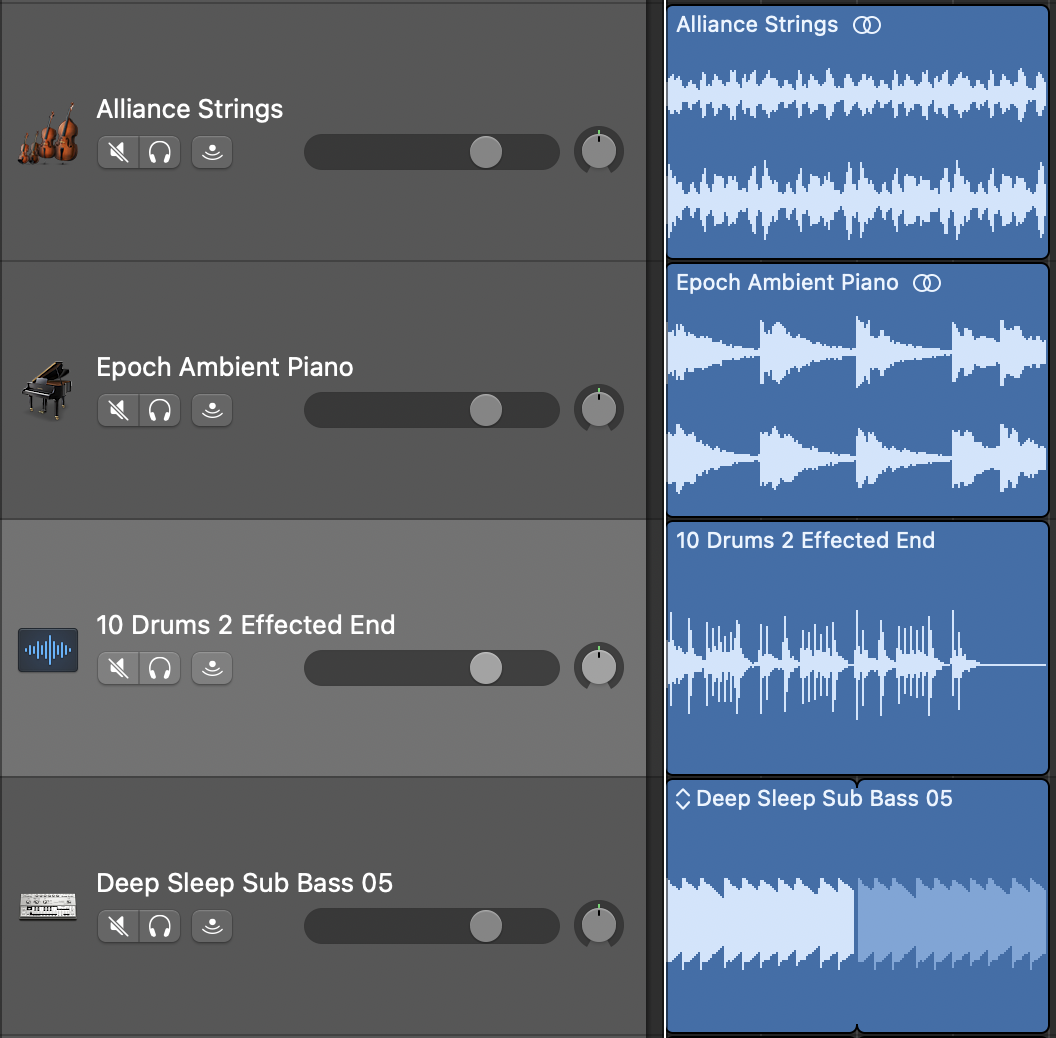 Alliance Strings
Alliance Strings
Epoch Ambient Piano
Epoch Ambient Piano
10 Drums 2 Effected End
10 Drums 2 Effected End
Deep Sleep Sub Bass 05
Deep Sleep Sub Bass 05